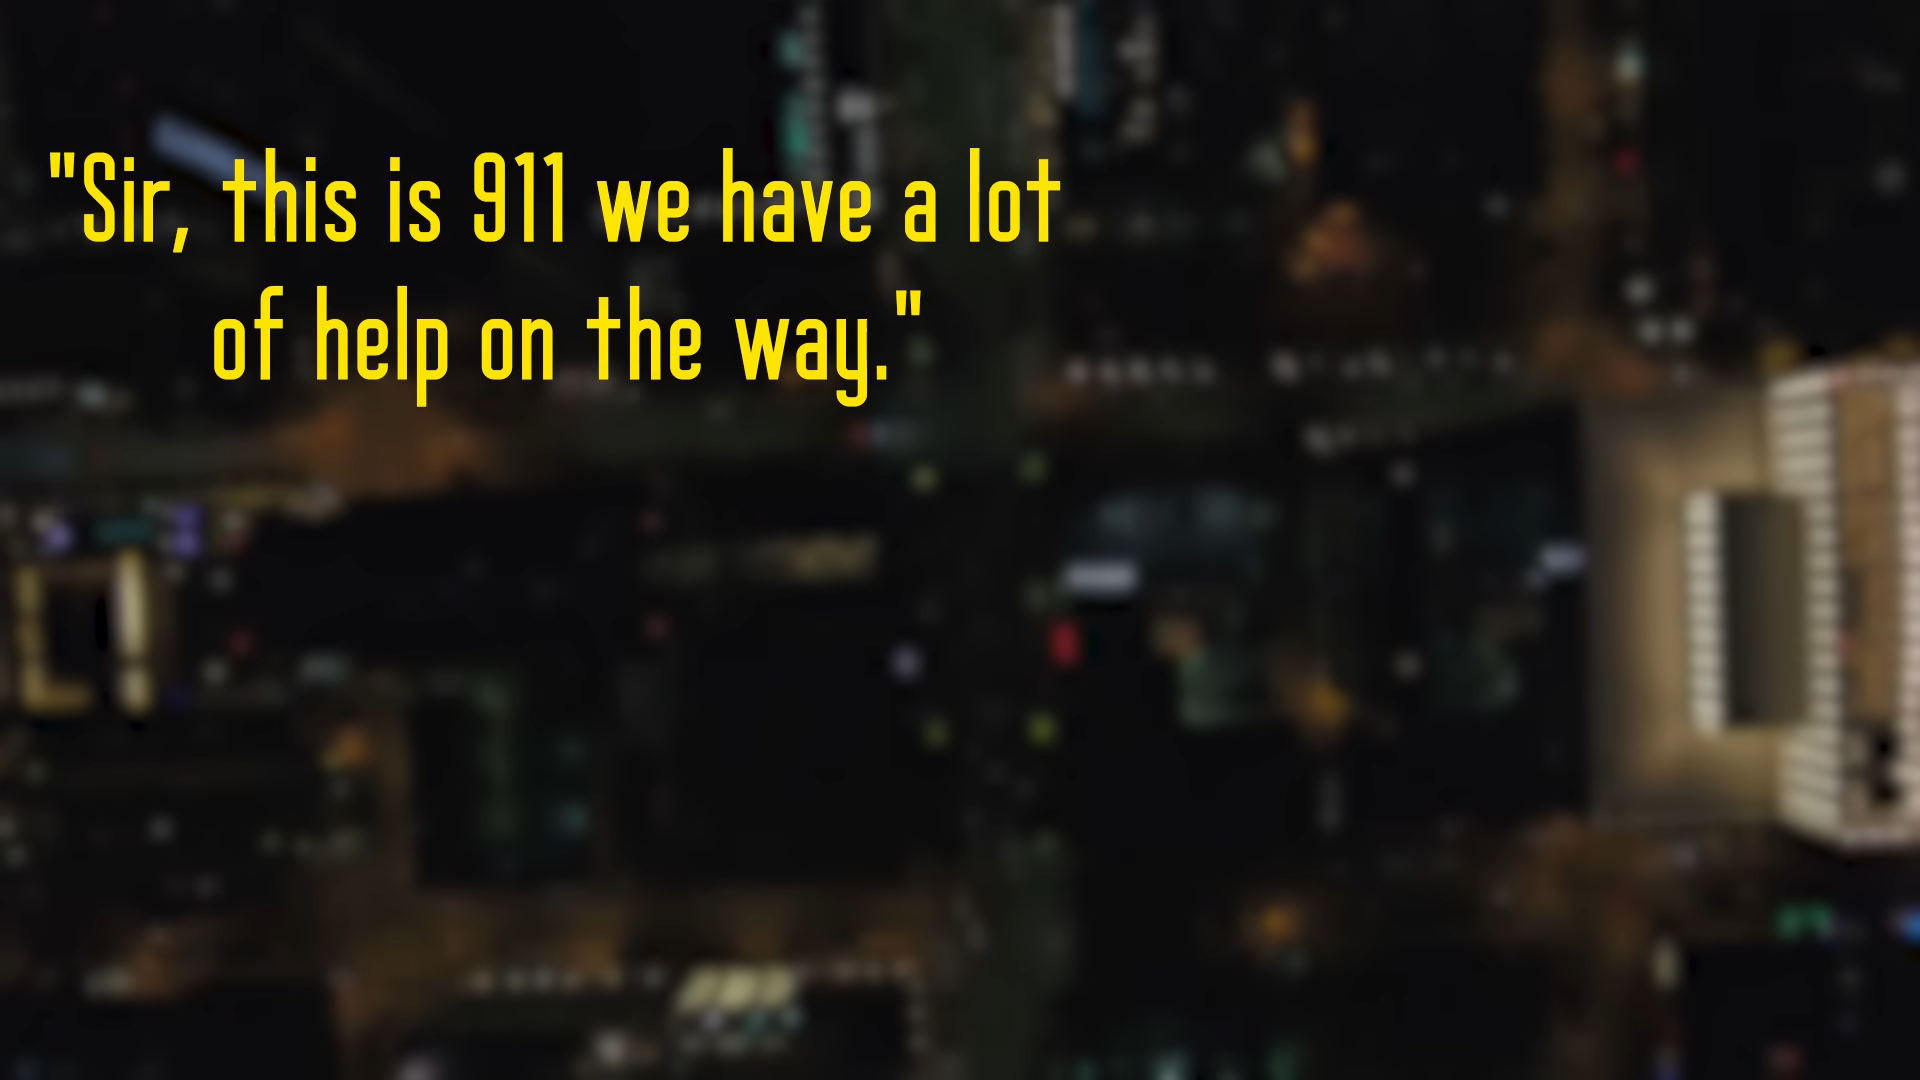 "Sir, this is 911 we have a lot
of help on the way."